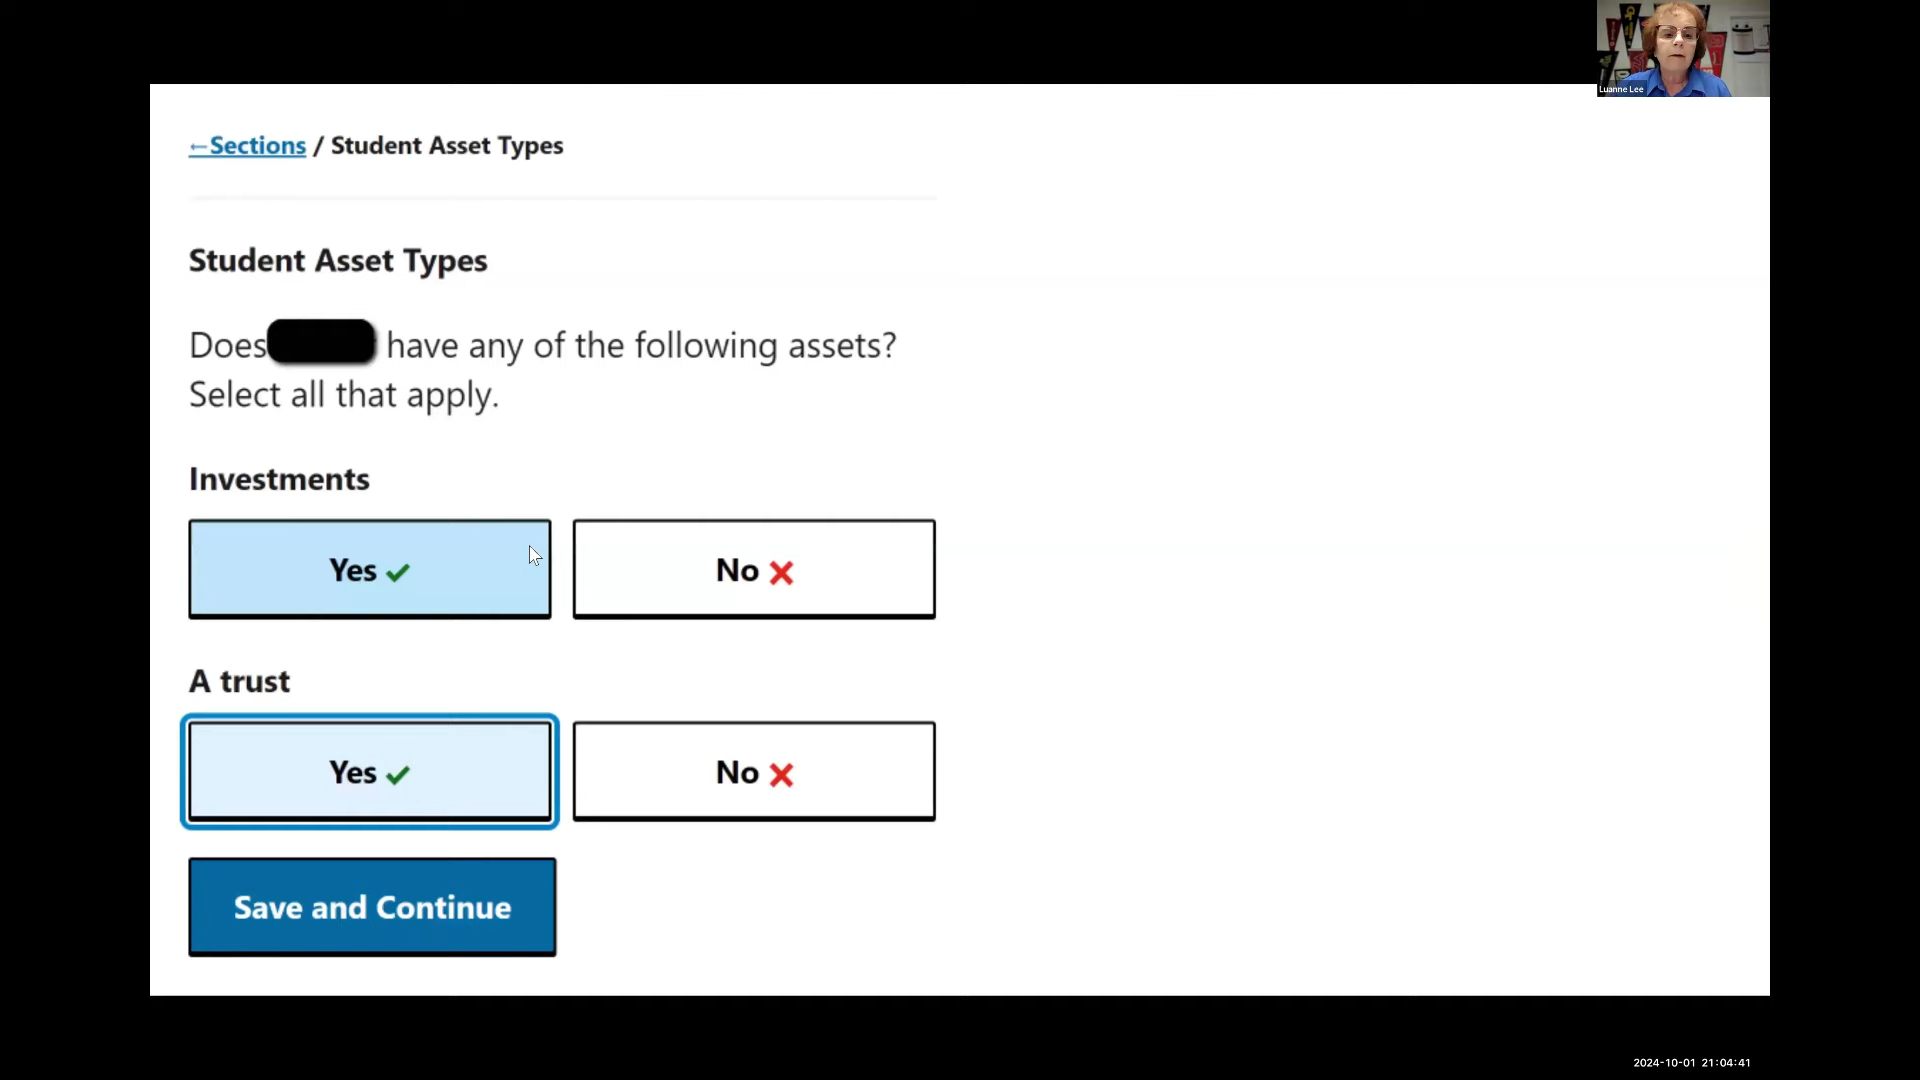 Luanne Lee
←Sections / Student Asset Types
Student Asset Types
Does have any of the following assets?
Select all that apply.
Investments
Yes ✓ No ✗
A trust
Yes ✓ No ✗
Save and Continue
2024-10-01 21:04:41